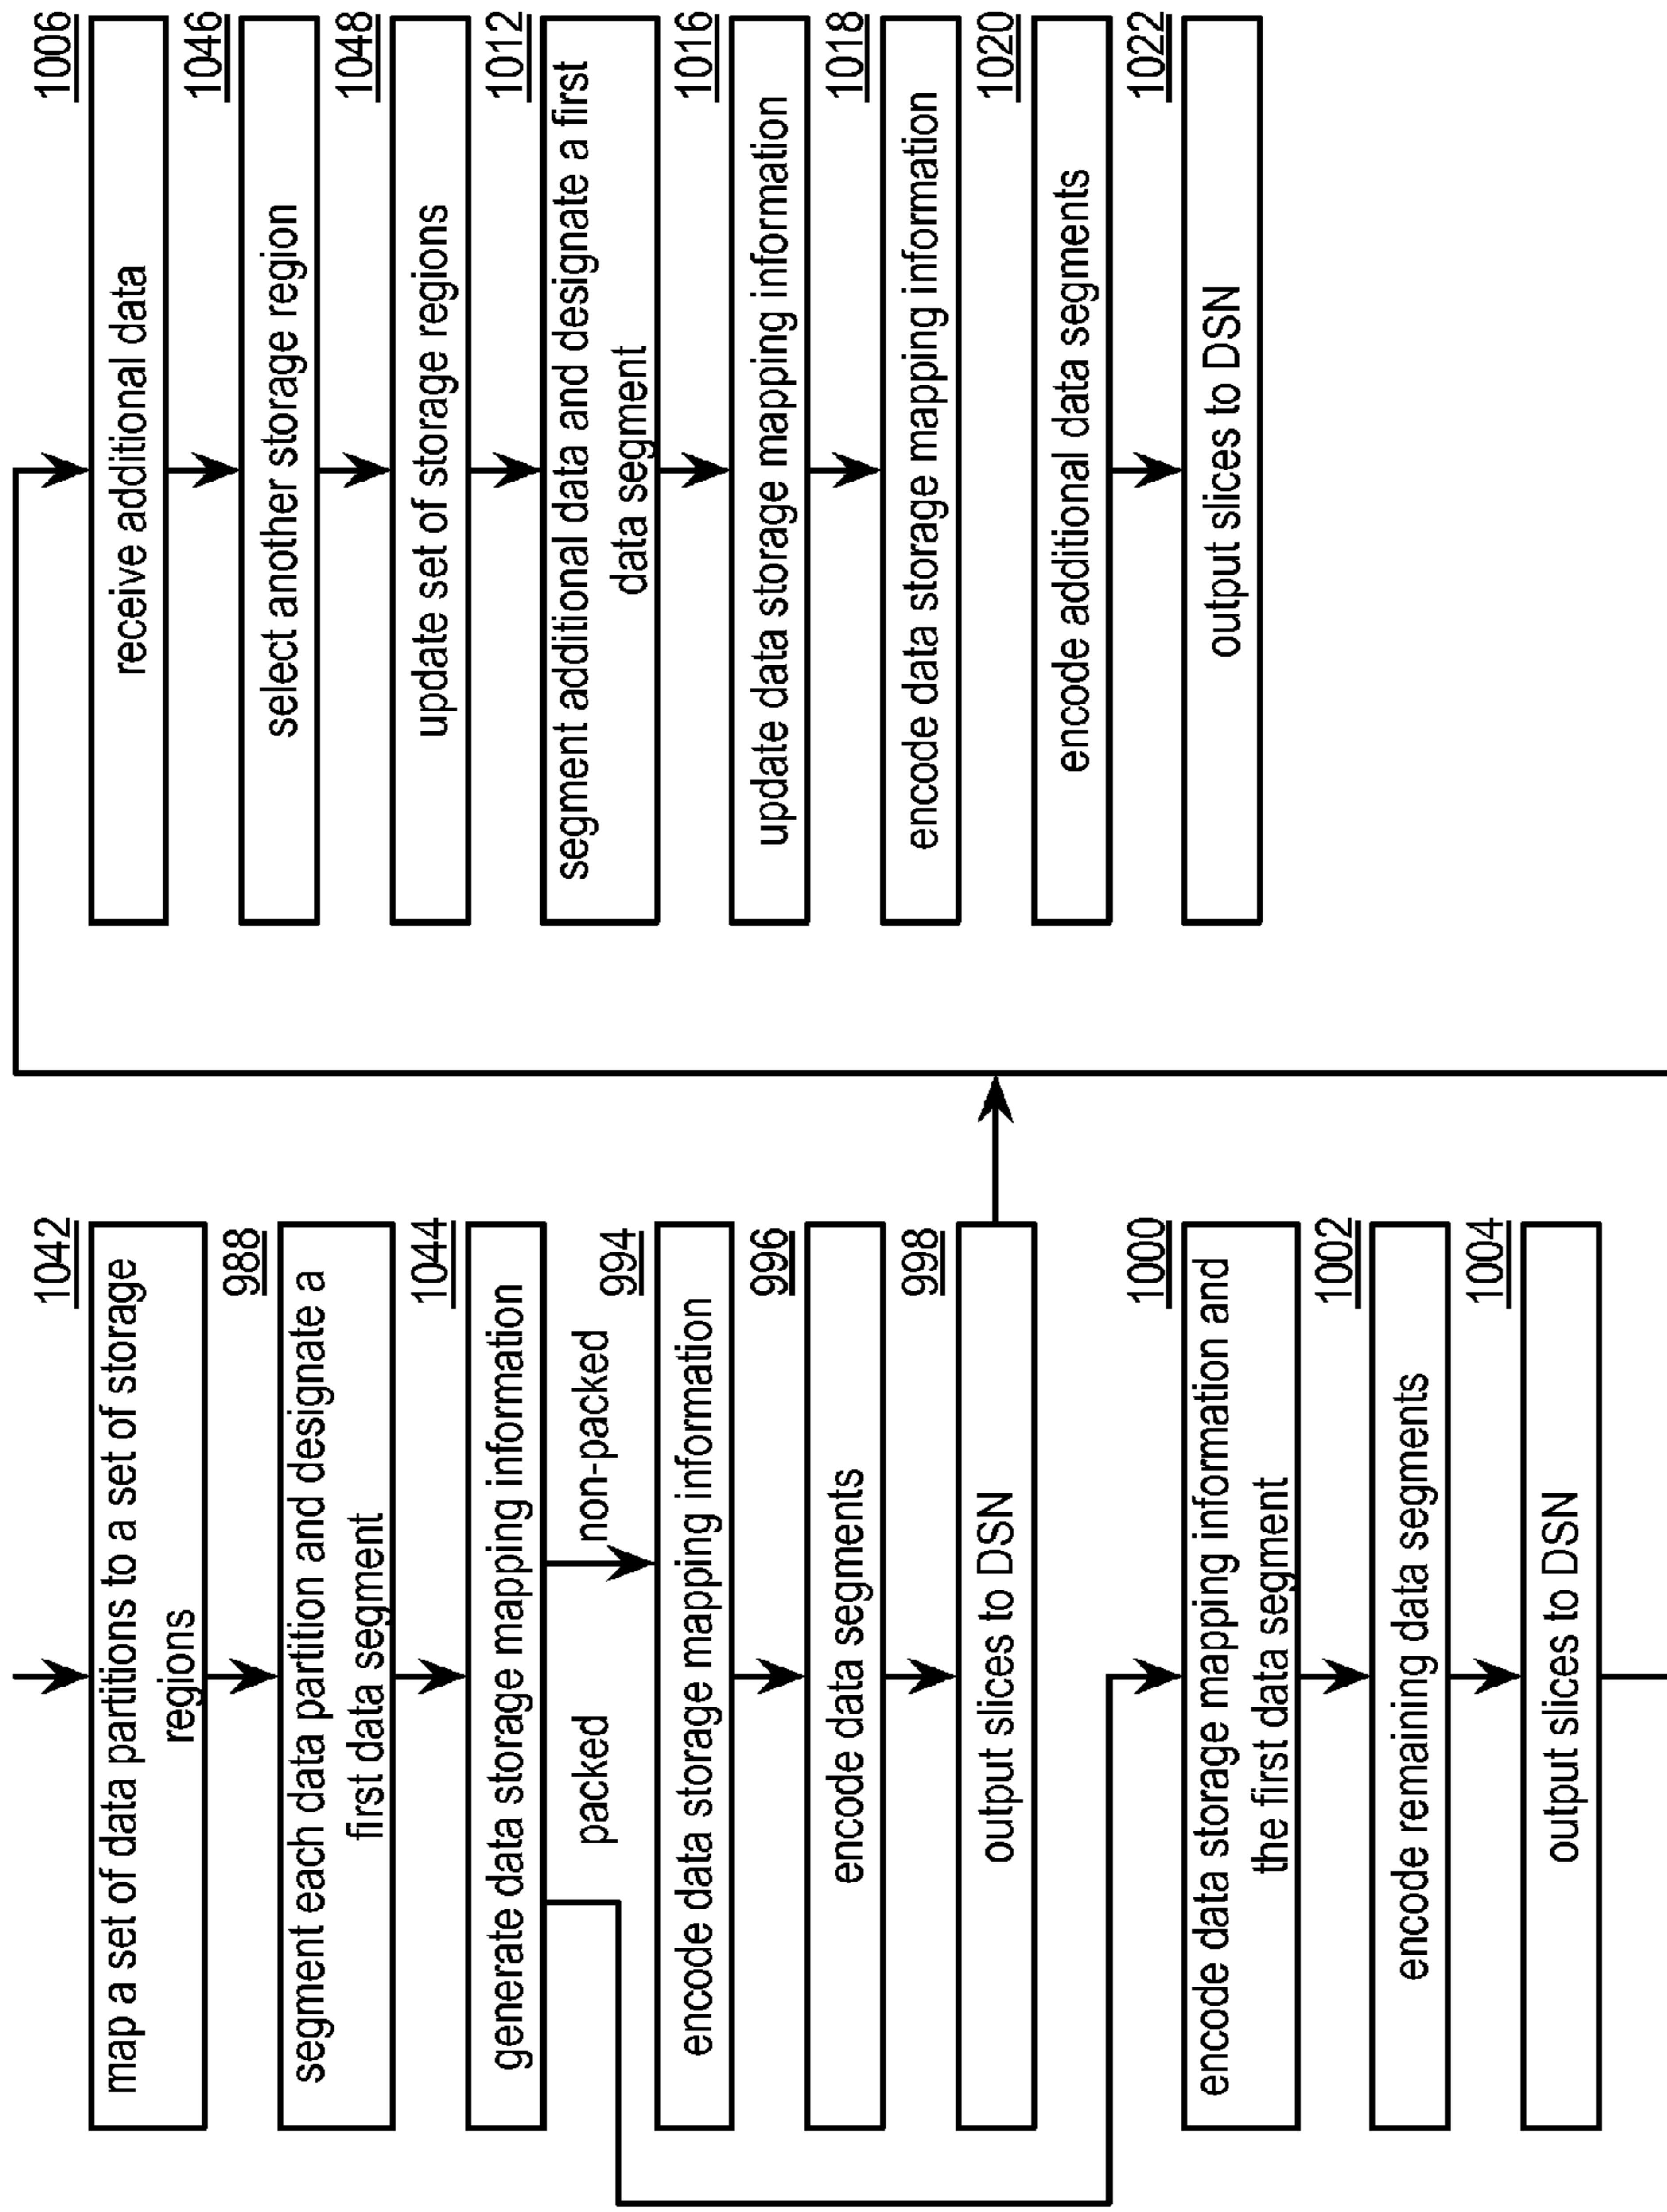 1042
map a set of data partitions to a set of storage
regions
988
segment each data partition and designate a
first data segment
1044
generate data storage mapping information
packed
non-packed
994
encode data storage mapping information
996
encode data segments
998
output slices to DSN
1000
encode data storage mapping information and
the first data segment
1002
encode remaining data segments
1004
output slices to DSN
1006
receive additional data
1046
select another storage region
1048
update set of storage regions
1012
segment additional data and designate a first
data segment
1016
update data storage mapping information
1018
encode data storage mapping information
1020
encode additional data segments
1022
output slices to DSN